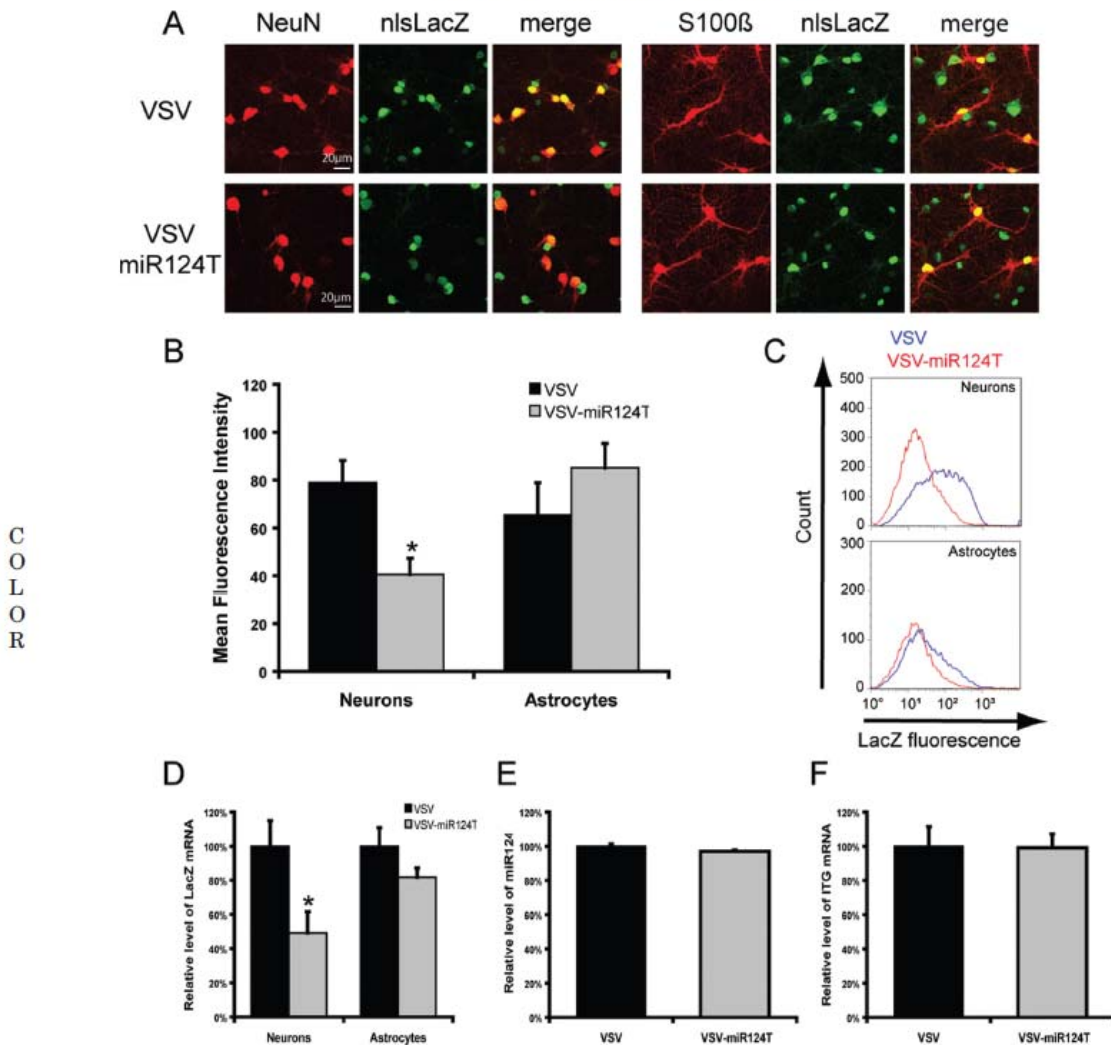 A
NeuN nlsLacZ merge S100ß nlsLacZ merge
VSV
20µm
VSV
miR124T
20µm
B
Mean Fluorescence Intensity
120
100
80
60
40
20
0
VSV
VSV-miR124T
*
Neurons Astrocytes
C
VSV
VSV-miR124T
Count
500
400
300
200
100
0
Neurons
300
200
100
0
Astrocytes
10⁰ 10¹ 10² 10³
LacZ fluorescence
C
O
L
O
R
D
Relative level of LacZ mRNA
120%
100%
80%
60%
40%
20%
0%
VSV
VSV-miR124T
*
Neurons Astrocytes
E
Relative level of miR124
120%
100%
80%
60%
40%
20%
0%
VSV VSV-miR124T
F
Relative level of ITG mRNA
120%
100%
80%
60%
40%
20%
0%
VSV VSV-miR124T